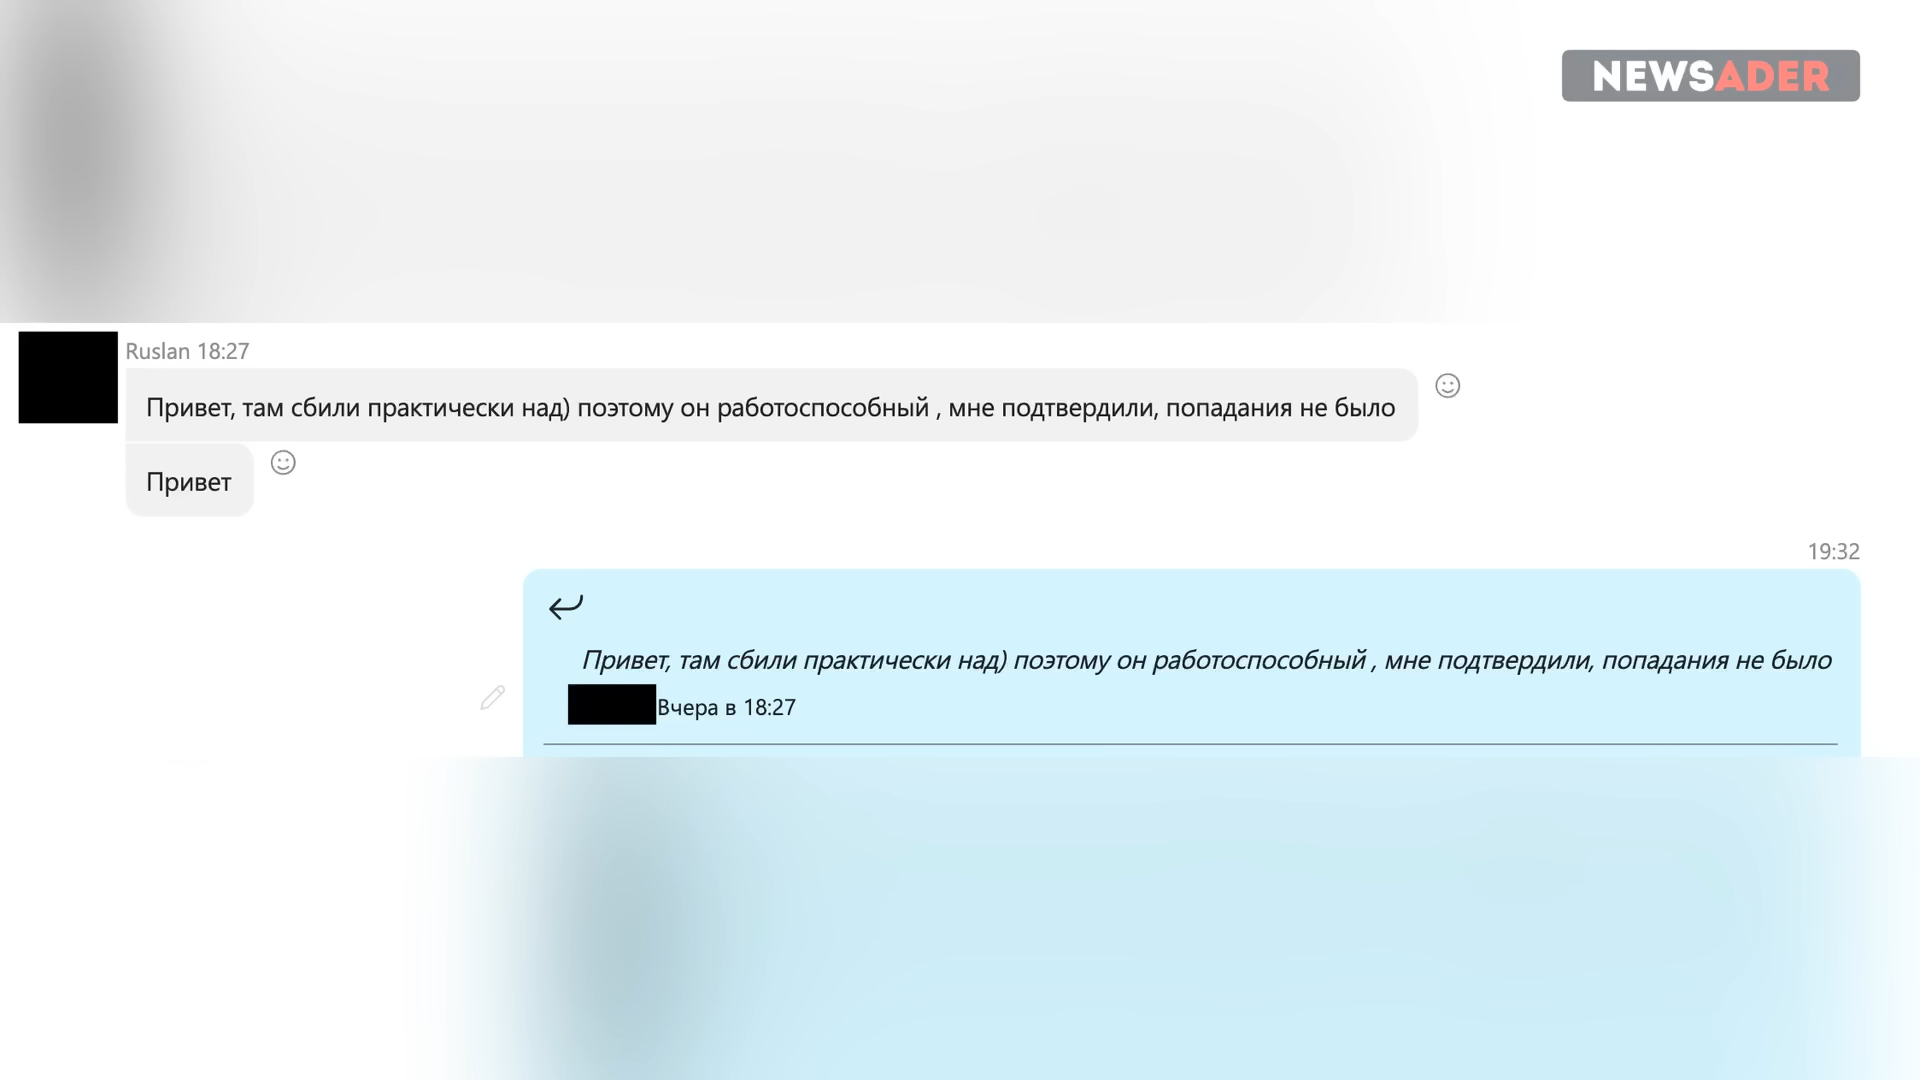 NEWSADER
Ruslan 18:27
Привет, там сбили практически над) поэтому он работоспособный , мне подтвердили, попадания не было
Привет
19:32
Привет, там сбили практически над) поэтому он работоспособный , мне подтвердили, попадания не было
Вчера в 18:27